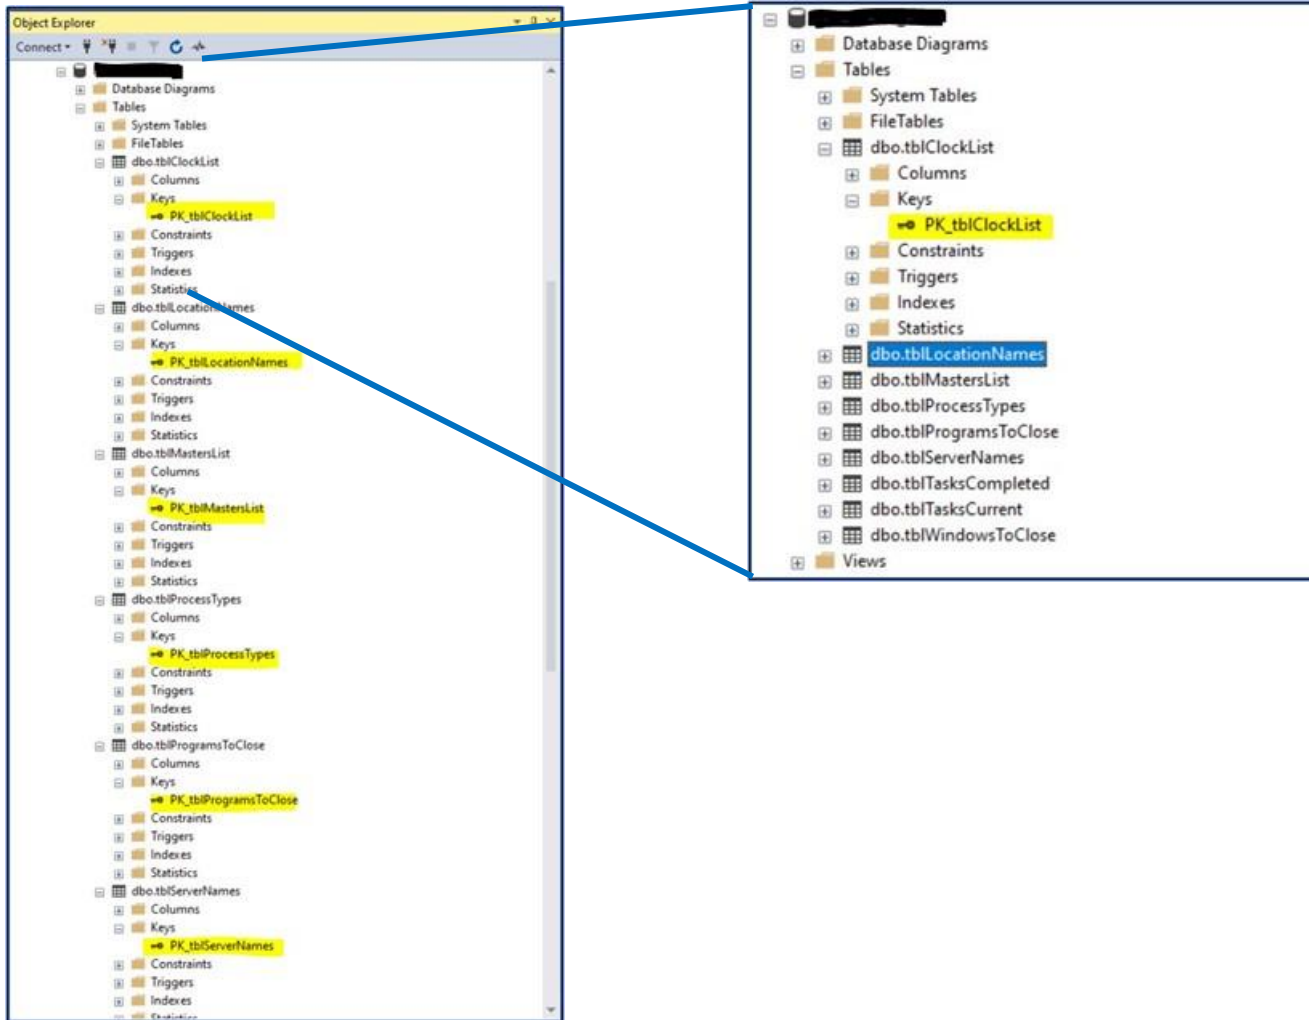 Object Explorer
Connect
Database Diagrams
Tables
System Tables
FileTables
dbo.tblClockList
Columns
Keys
PK_tblClockList
Constraints
Triggers
Indexes
Statistics
dbo.tblLocationNames
Columns
Keys
PK_tblLocationNames
Constraints
Triggers
Indexes
Statistics
dbo.tblMastersList
Columns
Keys
PK_tblMastersList
Constraints
Triggers
Indexes
Statistics
dbo.tblProcessTypes
Columns
Keys
PK_tblProcessTypes
Constraints
Triggers
Indexes
Statistics
dbo.tblProgramsToClose
Columns
Keys
PK_tblProgramsToClose
Constraints
Triggers
Indexes
Statistics
dbo.tblServerNames
Columns
Keys
PK_tblServerNames
Constraints
Triggers
Indexes
Statistics
Database Diagrams
Tables
System Tables
FileTables
dbo.tblClockList
Columns
Keys
PK_tblClockList
Constraints
Triggers
Indexes
Statistics
dbo.tblLocationNames
dbo.tblMastersList
dbo.tblProcessTypes
dbo.tblProgramsToClose
dbo.tblServerNames
dbo.tblTasksCompleted
dbo.tblTasksCurrent
dbo.tblWindowsToClose
Views